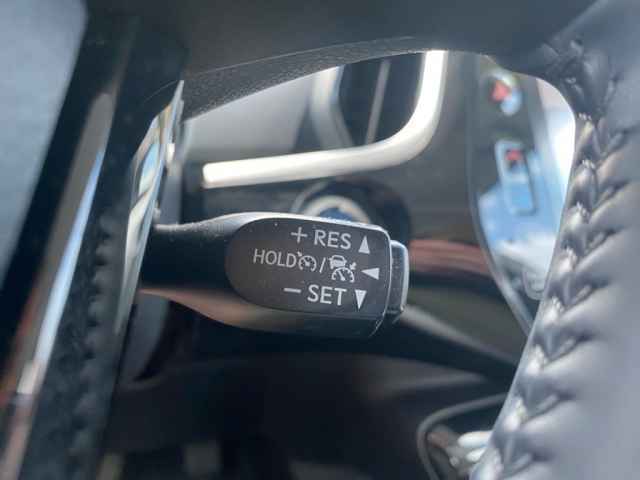 + RES ▲
HOLD / ◀
− SET ▼